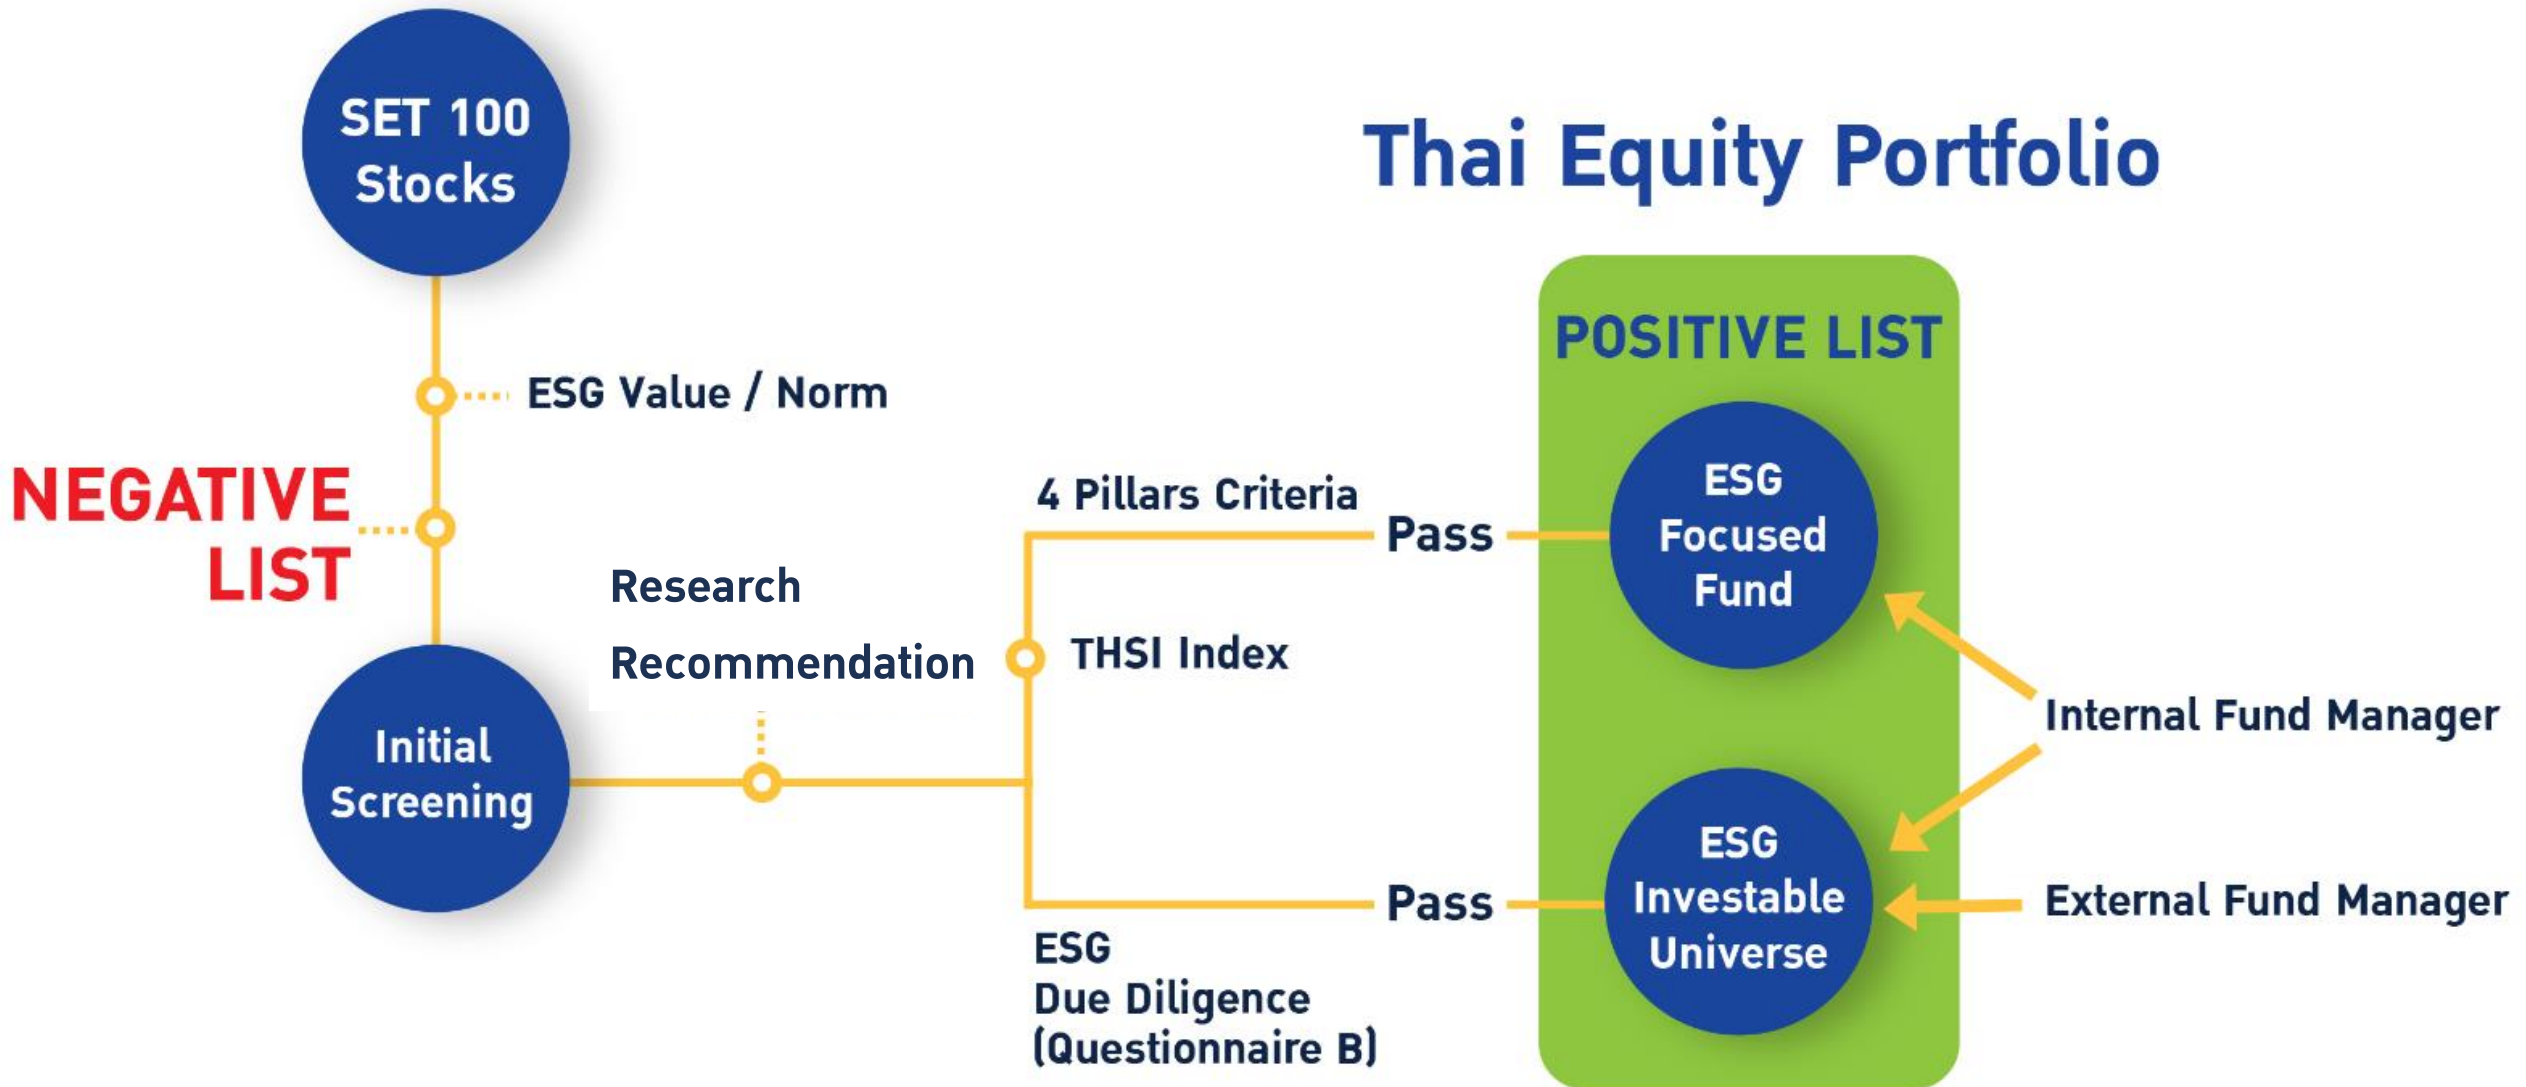 SET 100
Stocks
Thai Equity Portfolio
ESG Value / Norm
NEGATIVE
LIST
Research
Recommendation
Initial
Screening
4 Pillars Criteria
Pass
THSI Index
ESG
Due Diligence
(Questionnaire B)
Pass
POSITIVE LIST
ESG
Focused
Fund
ESG
Investable
Universe
Internal Fund Manager
External Fund Manager